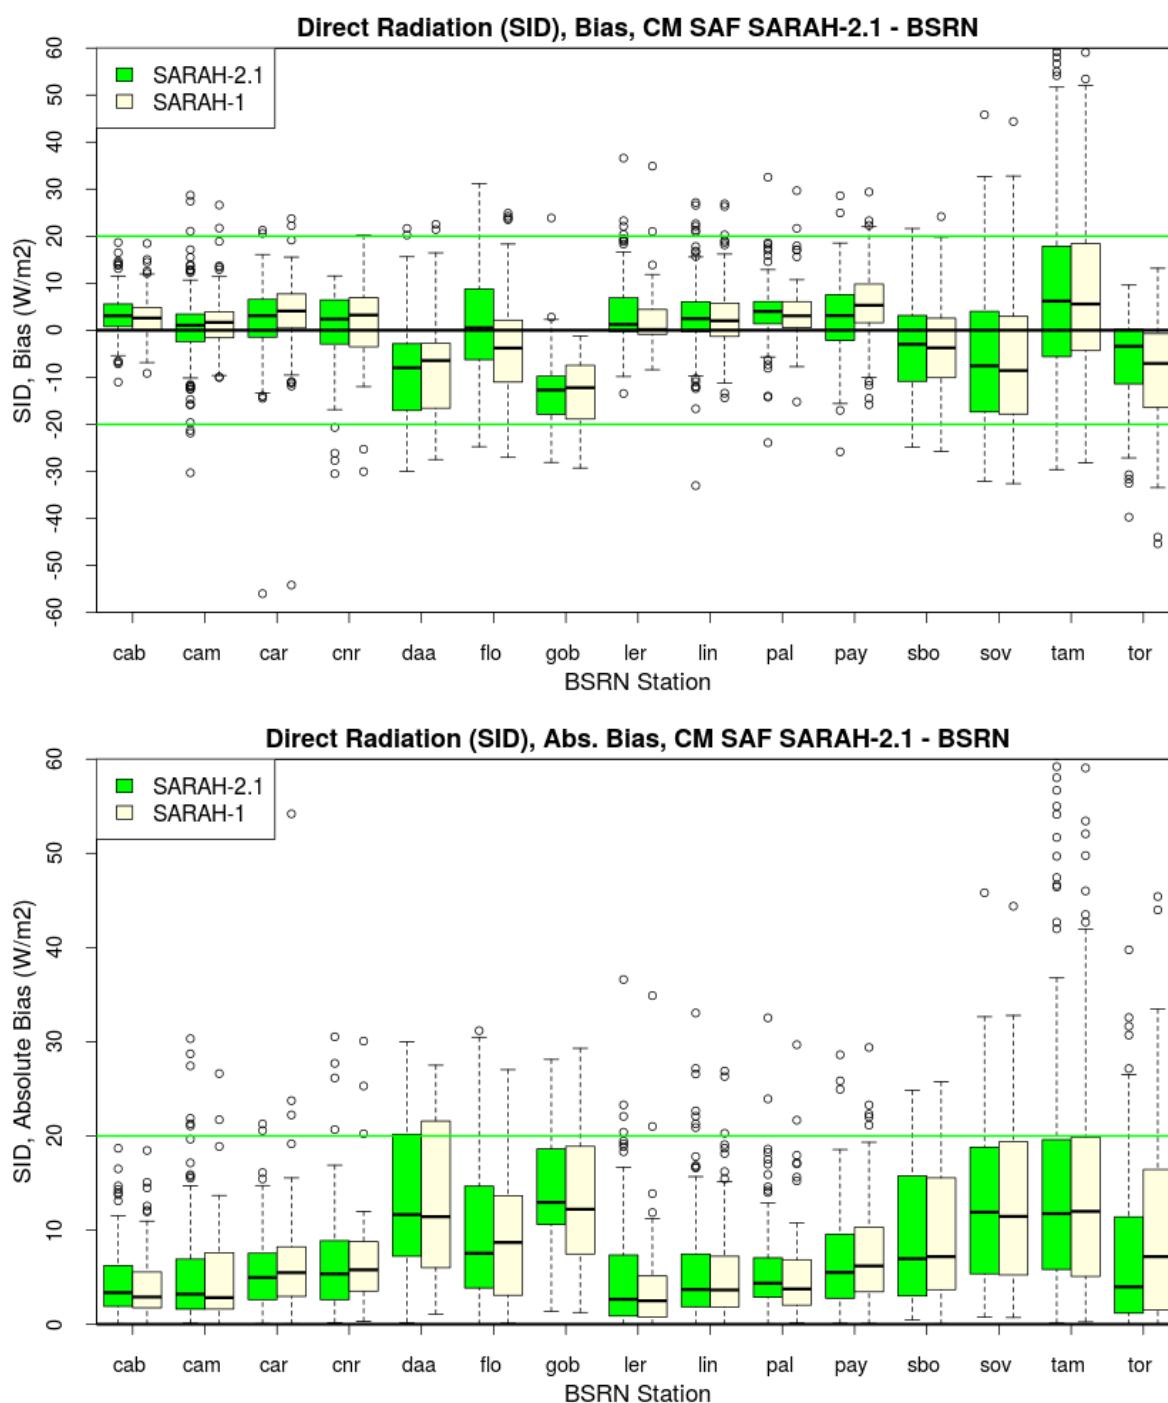 Direct Radiation (SID), Bias, CM SAF SARAH-2.1 - BSRN
SARAH-2.1
SARAH-1
60
50
40
30
20
10
0
-10
-20
-30
-40
-50
-60
SID, Bias (W/m2)
cab cam car cnr daa flo gob ler lin pal pay sbo sov tam tor
BSRN Station
Direct Radiation (SID), Abs. Bias, CM SAF SARAH-2.1 - BSRN
SARAH-2.1
SARAH-1
60
50
40
30
20
10
0
SID, Absolute Bias (W/m2)
cab cam car cnr daa flo gob ler lin pal pay sbo sov tam tor
BSRN Station